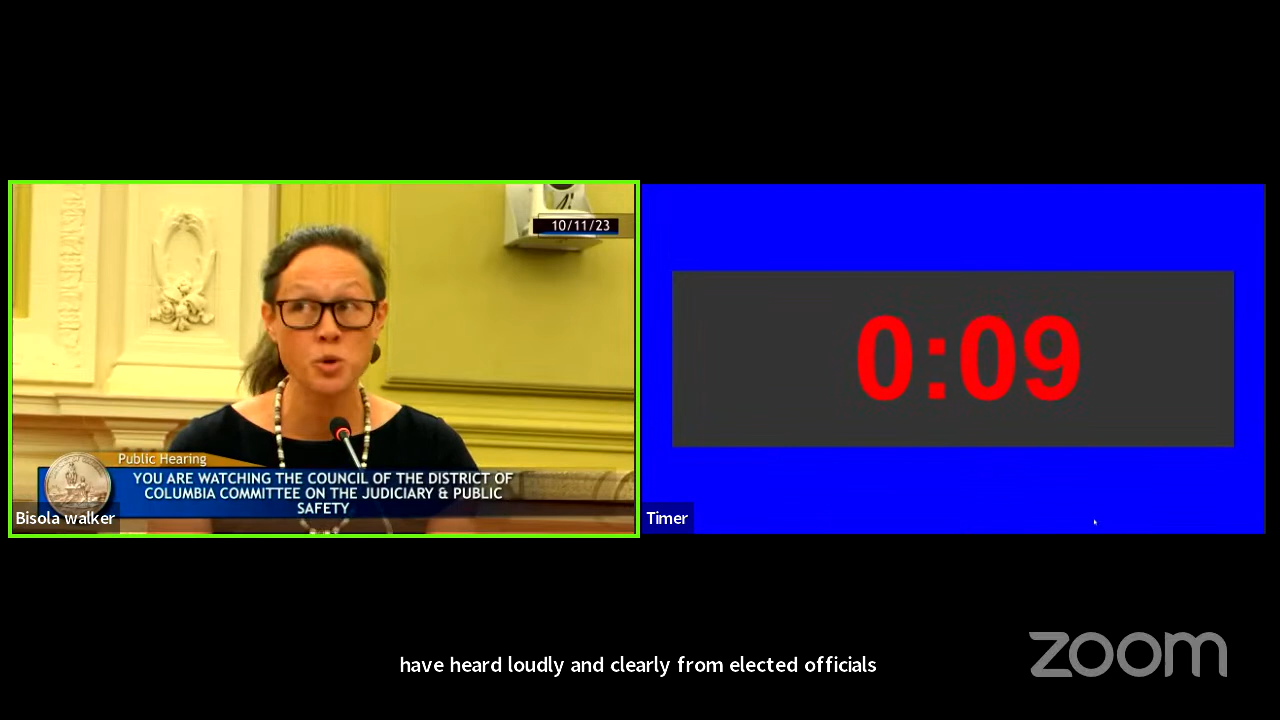 10/11/23
Public Hearing
YOU ARE WATCHING THE COUNCIL OF THE DISTRICT OF
COLUMBIA COMMITTEE ON THE JUDICIARY & PUBLIC
SAFETY
Bisola walker
0:09
Timer
have heard loudly and clearly from elected officials
zoom